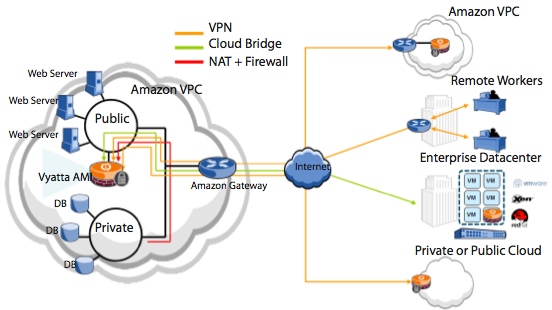 VPN
Cloud Bridge
NAT + Firewall
Amazon VPC
Web Server
Amazon VPC
Web Server
Public
Web Server
Remote Workers
Vyatta AMI
Amazon Gateway
Internet
Enterprise Datacenter
VM VM
VM VM
VM
vmware
Xen
DB
DB
Private
DB
Private or Public Cloud